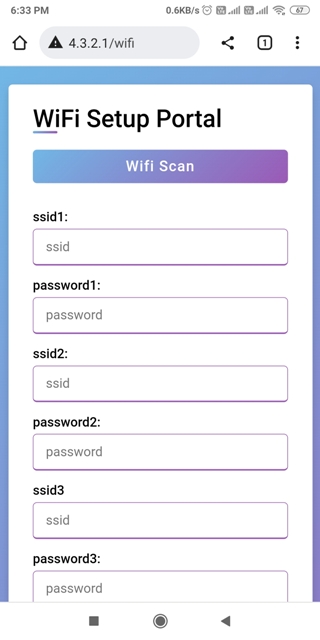 6:33 PM 0.6KB/s 67
4.3.2.1/wifi 1
WiFi Setup Portal
Wifi Scan
ssid1:
ssid
password1:
password
ssid2:
ssid
password2:
password
ssid3
ssid
password3:
password